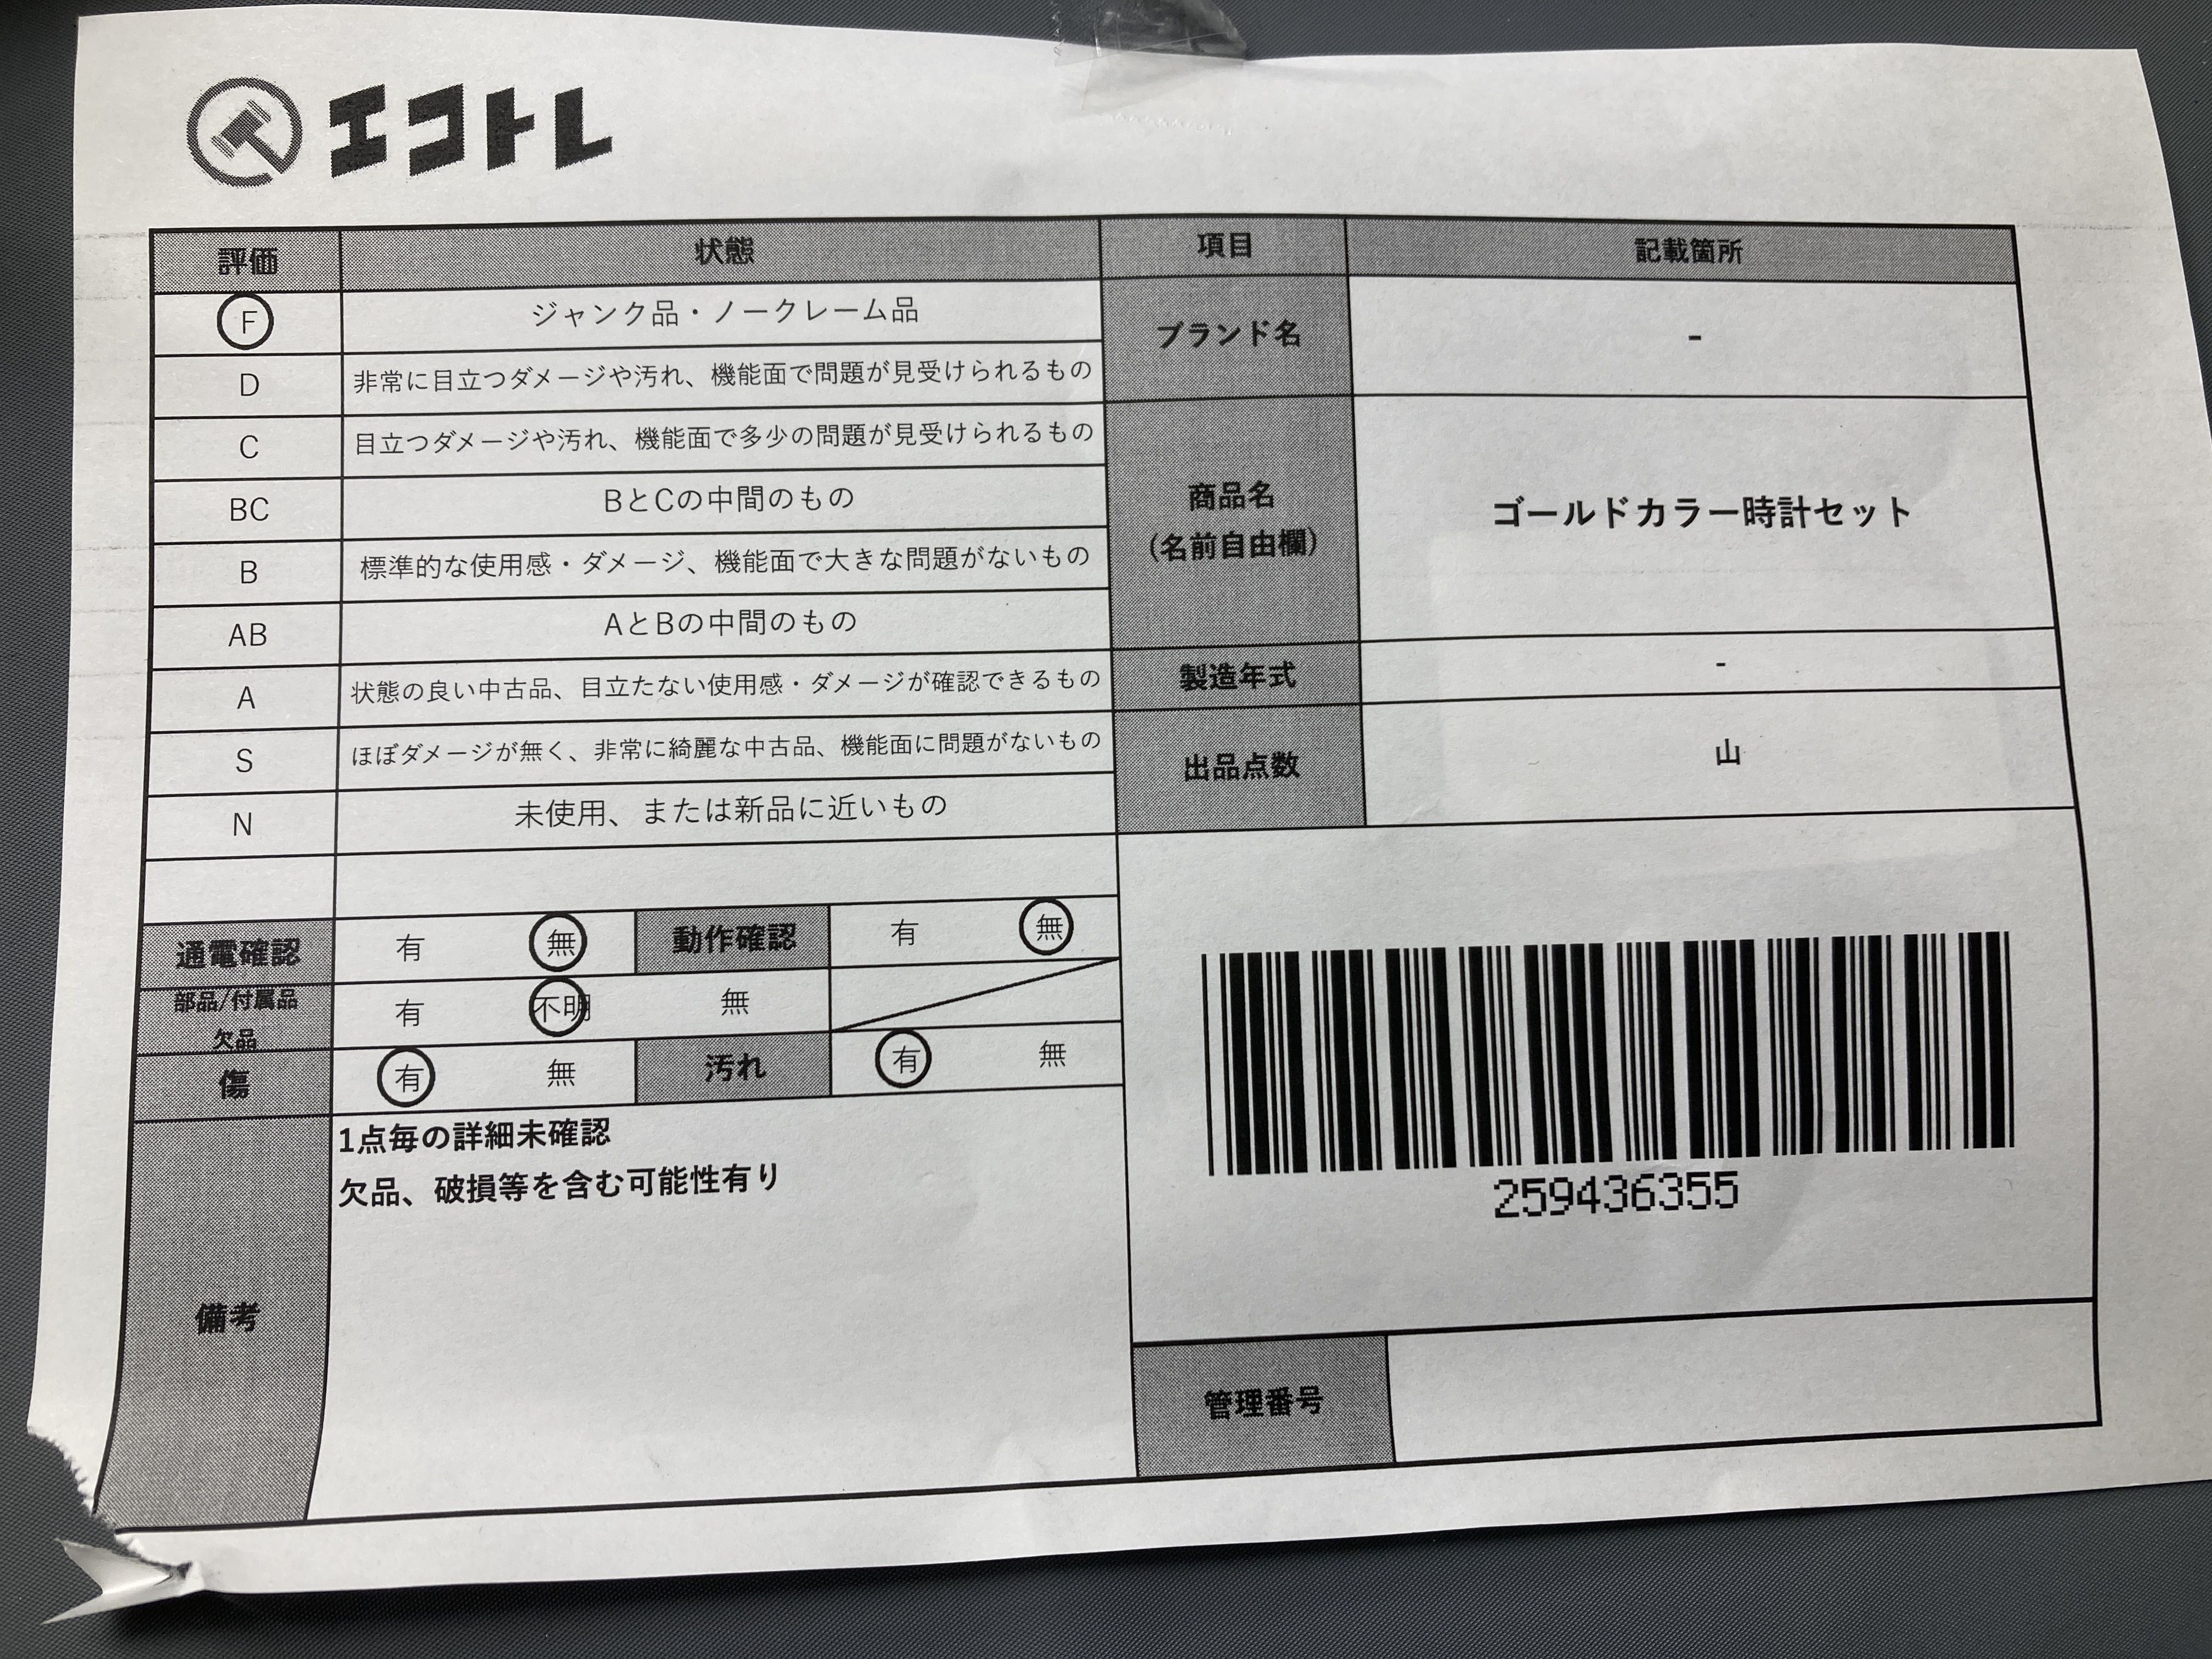 エコトレ
評価 状態 項目 記載箇所
F ジャンク品・ノークレーム品
D 非常に目立つダメージや汚れ、機能面で問題が見受けられるもの
C 目立つダメージや汚れ、機能面で多少の問題が見受けられるもの
BC BとCの中間のもの
B 標準的な使用感・ダメージ、機能面で大きな問題がないもの
AB AとBの中間のもの
A 状態の良い中古品、目立たない使用感・ダメージが確認できるもの
S ほぼダメージが無く、非常に綺麗な中古品、機能面に問題がないもの
N 未使用、または新品に近いもの
ブランド名 -
商品名
(名前自由欄)
ゴールドカラー時計セット
製造年式 -
出品点数 山
通電確認 有 無 動作確認 有 無
部品/付属品
欠品
有 不明 無
傷 有 無 汚れ 有 無
備考
1点毎の詳細未確認
欠品、破損等を含む可能性有り
259436355
管理番号